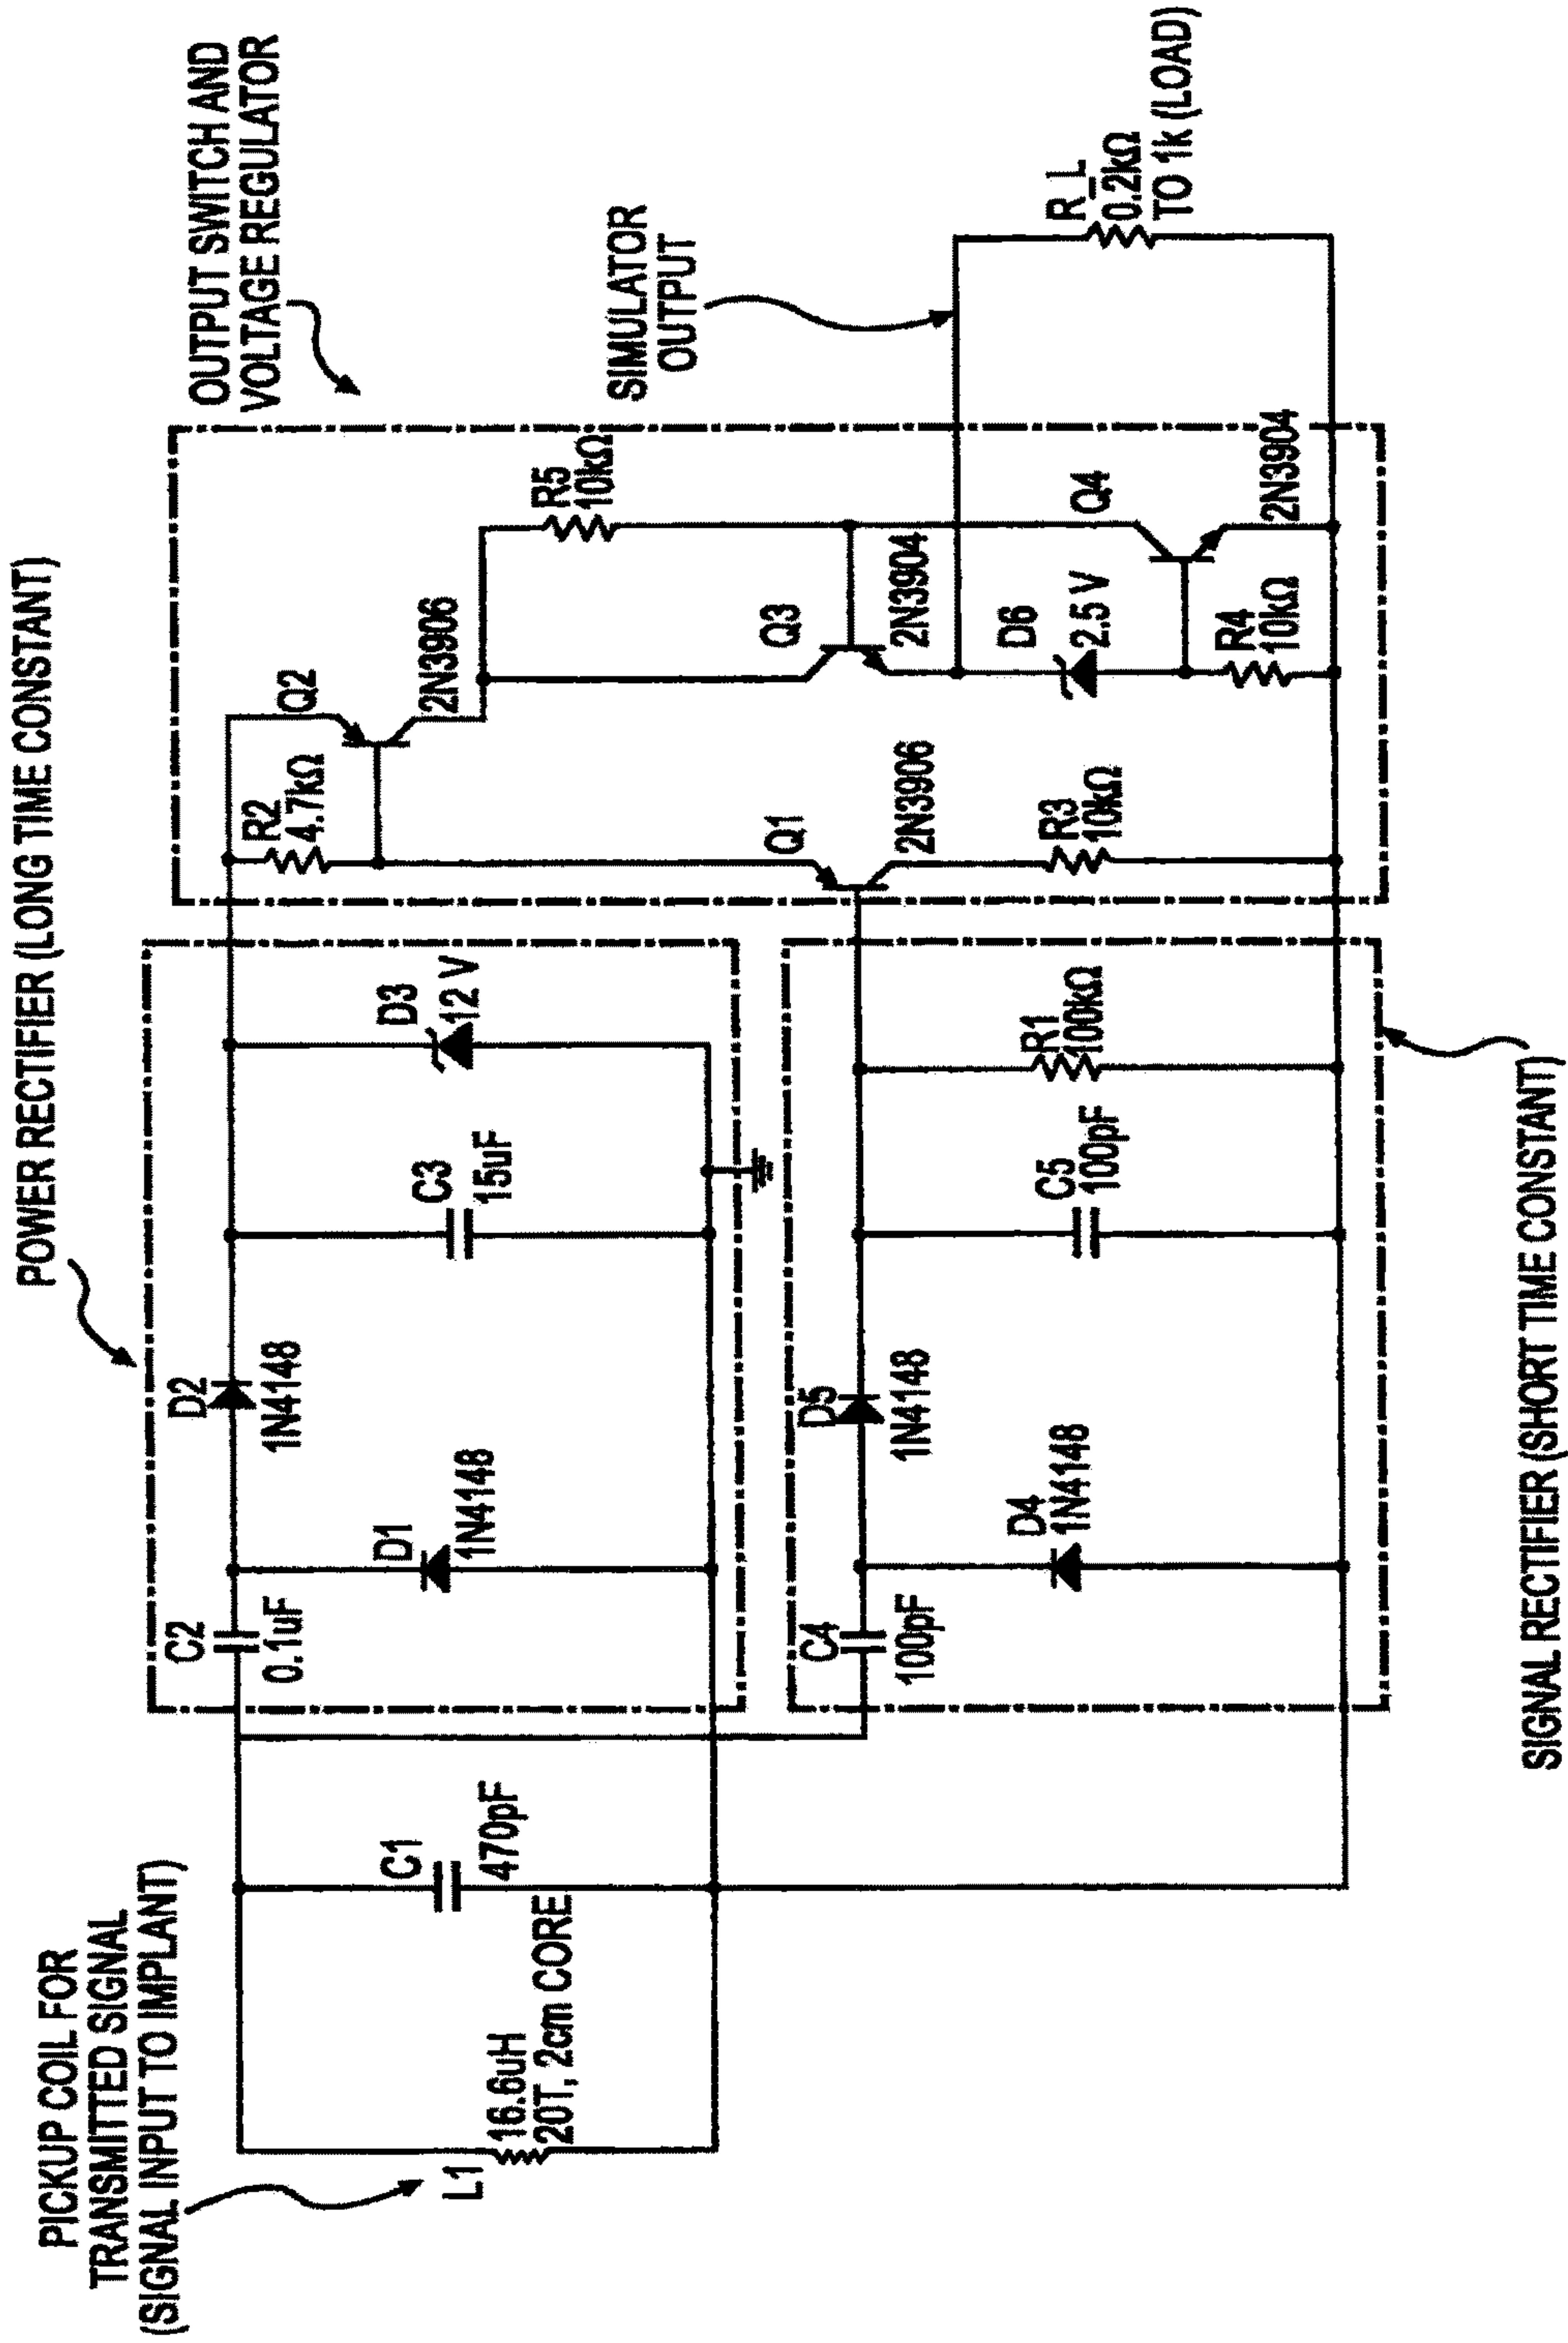 POWER RECTIFIER (LONG TIME CONSTANT)
PICKUP COIL FOR
TRANSMITTED SIGNAL
(SIGNAL INPUT TO IMPLANT)
OUTPUT SWITCH AND
VOLTAGE REGULATOR
L1
16.6uH
20T, 2cm CORE
C1
470pF
C2
0.1uF
D1
1N4148
D2
1N4148
C3
15uF
D3
12 V
C4
100pF
D4
1N4148
D5
1N4148
C5
100pF
R1
100kΩ
R2
4.7kΩ
Q2
2N3906
Q1
2N3906
R3
10kΩ
R5
10kΩ
Q3
2N3904
D6
2.5 V
Q4
2N3904
R4
10kΩ
SIMULATOR
OUTPUT
R_L
0.2kΩ
TO 1k (LOAD)
SIGNAL RECTIFIER (SHORT TIME CONSTANT)